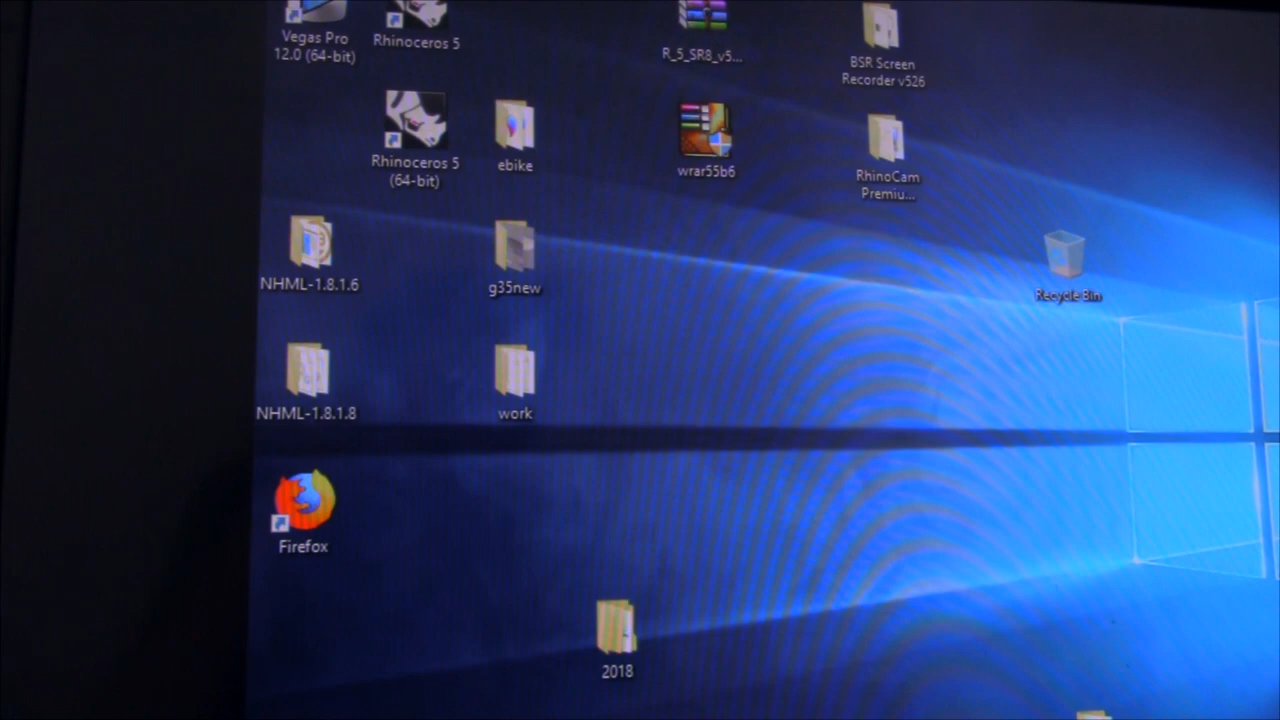 Vegas Pro
12.0 (64-bit)
Rhinoceros 5
R_5_SR8_v5...
BSR Screen
Recorder v526
Rhinoceros 5
(64-bit)
ebike
wrar55b6
RhinoCam
Premiu...
NHML-1.8.1.6
g35new
Recycle Bin
NHML-1.8.1.8
work
Firefox
2018